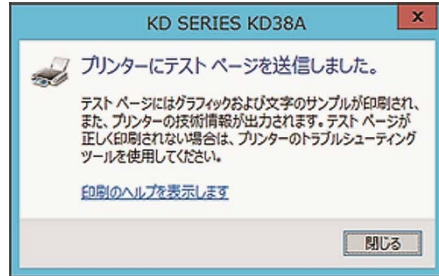 KD SERIES KD38A
x
プリンターにテスト ページを送信しました。
テスト ページにはグラフィックおよび文字のサンプルが印刷され、
また、プリンターの技術情報が出力されます。テスト ページが
正しく印刷されない場合は、プリンターのトラブルシューティング
ツールを使用してください。
印刷のヘルプを表示します
閉じる